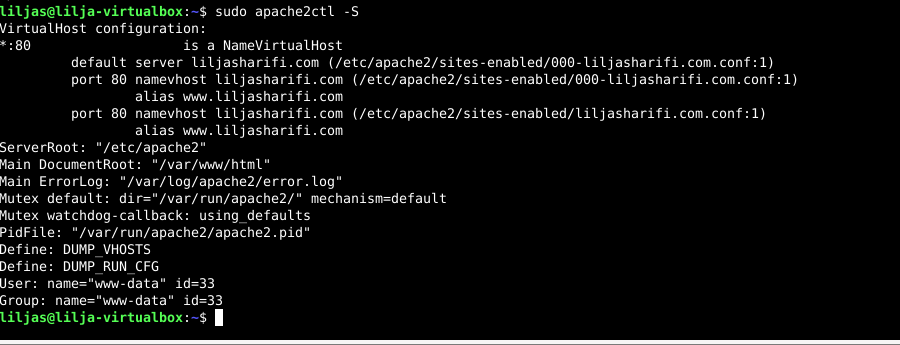 liljas@lilja-virtualbox:~$ sudo apache2ctl -S
VirtualHost configuration:
*:80                   is a NameVirtualHost
         default server liljasharifi.com (/etc/apache2/sites-enabled/000-liljasharifi.com.conf:1)
         port 80 namevhost liljasharifi.com (/etc/apache2/sites-enabled/000-liljasharifi.com.conf:1)
                 alias www.liljasharifi.com
         port 80 namevhost liljasharifi.com (/etc/apache2/sites-enabled/liljasharifi.com.conf:1)
                 alias www.liljasharifi.com
ServerRoot: "/etc/apache2"
Main DocumentRoot: "/var/www/html"
Main ErrorLog: "/var/log/apache2/error.log"
Mutex default: dir="/var/run/apache2/" mechanism=default
Mutex watchdog-callback: using_defaults
PidFile: "/var/run/apache2/apache2.pid"
Define: DUMP_VHOSTS
Define: DUMP_RUN_CFG
User: name="www-data" id=33
Group: name="www-data" id=33
liljas@lilja-virtualbox:~$